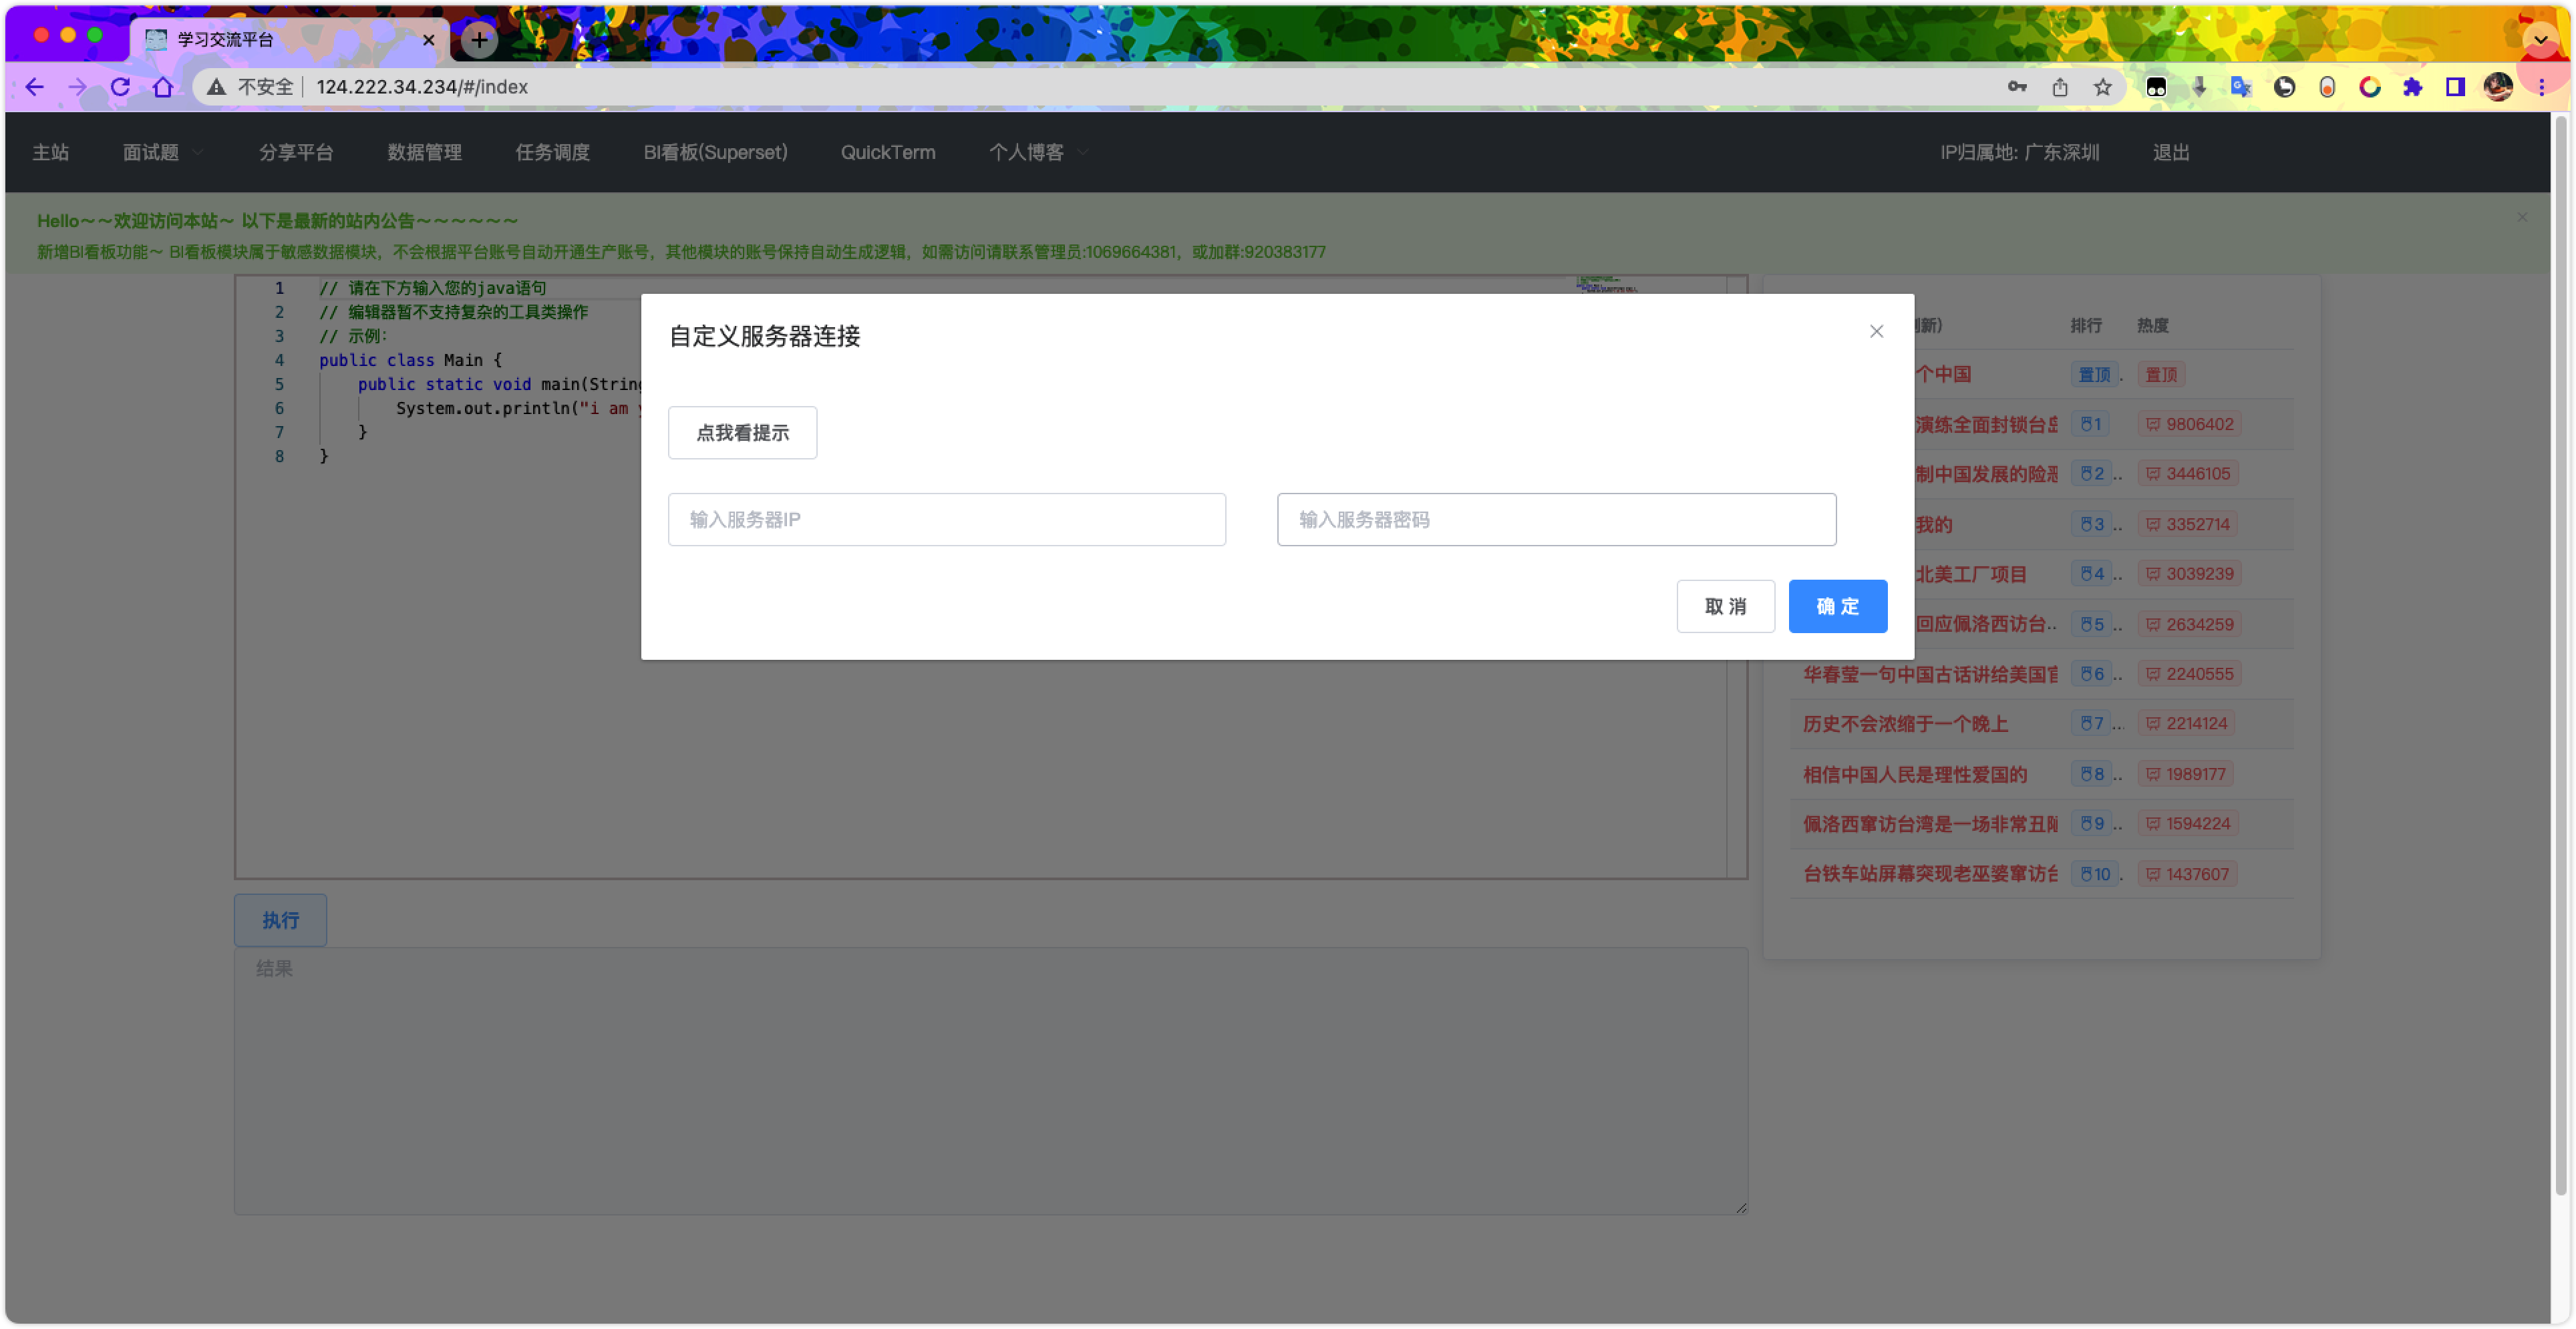 学习交流平台
不安全 124.222.34.234/#/index
主站 面试题 分享平台 数据管理 任务调度 BI看板(Superset) QuickTerm 个人博客 IP归属地: 广东深圳 退出
Hello~~欢迎访问本站~ 以下是最新的站内公告~~~~~~
新增BI看板功能~ BI看板模块属于敏感数据模块，不会根据平台账号自动开通生产账号，其他模块的账号保持自动生成逻辑，如需访问请联系管理员:1069664381，或加群:920383177
1 // 请在下方输入您的java语句
2 // 编辑器暂不支持复杂的工具类操作
3 // 示例:
4 public class Main {
5 public static void main(String
6 System.out.println("i am
7 }
8 }
自定义服务器连接
点我看提示
输入服务器IP 输入服务器密码
取 消 确 定
新) 排行 热度
个中国 置顶 . 置顶
演练全面封锁台岛 1 9806402
制中国发展的险恶 2 .. 3446105
我的 3 .. 3352714
北美工厂项目 4 .. 3039239
回应佩洛西访台... 5 .. 2634259
华春莹一句中国古话讲给美国官 6 .. 2240555
历史不会浓缩于一个晚上 7 ... 2214124
相信中国人民是理性爱国的 8 .. 1989177
佩洛西窜访台湾是一场非常丑陋 9 .. 1594224
台铁车站屏幕突现老巫婆窜访台 10 . 1437607
执行
结果